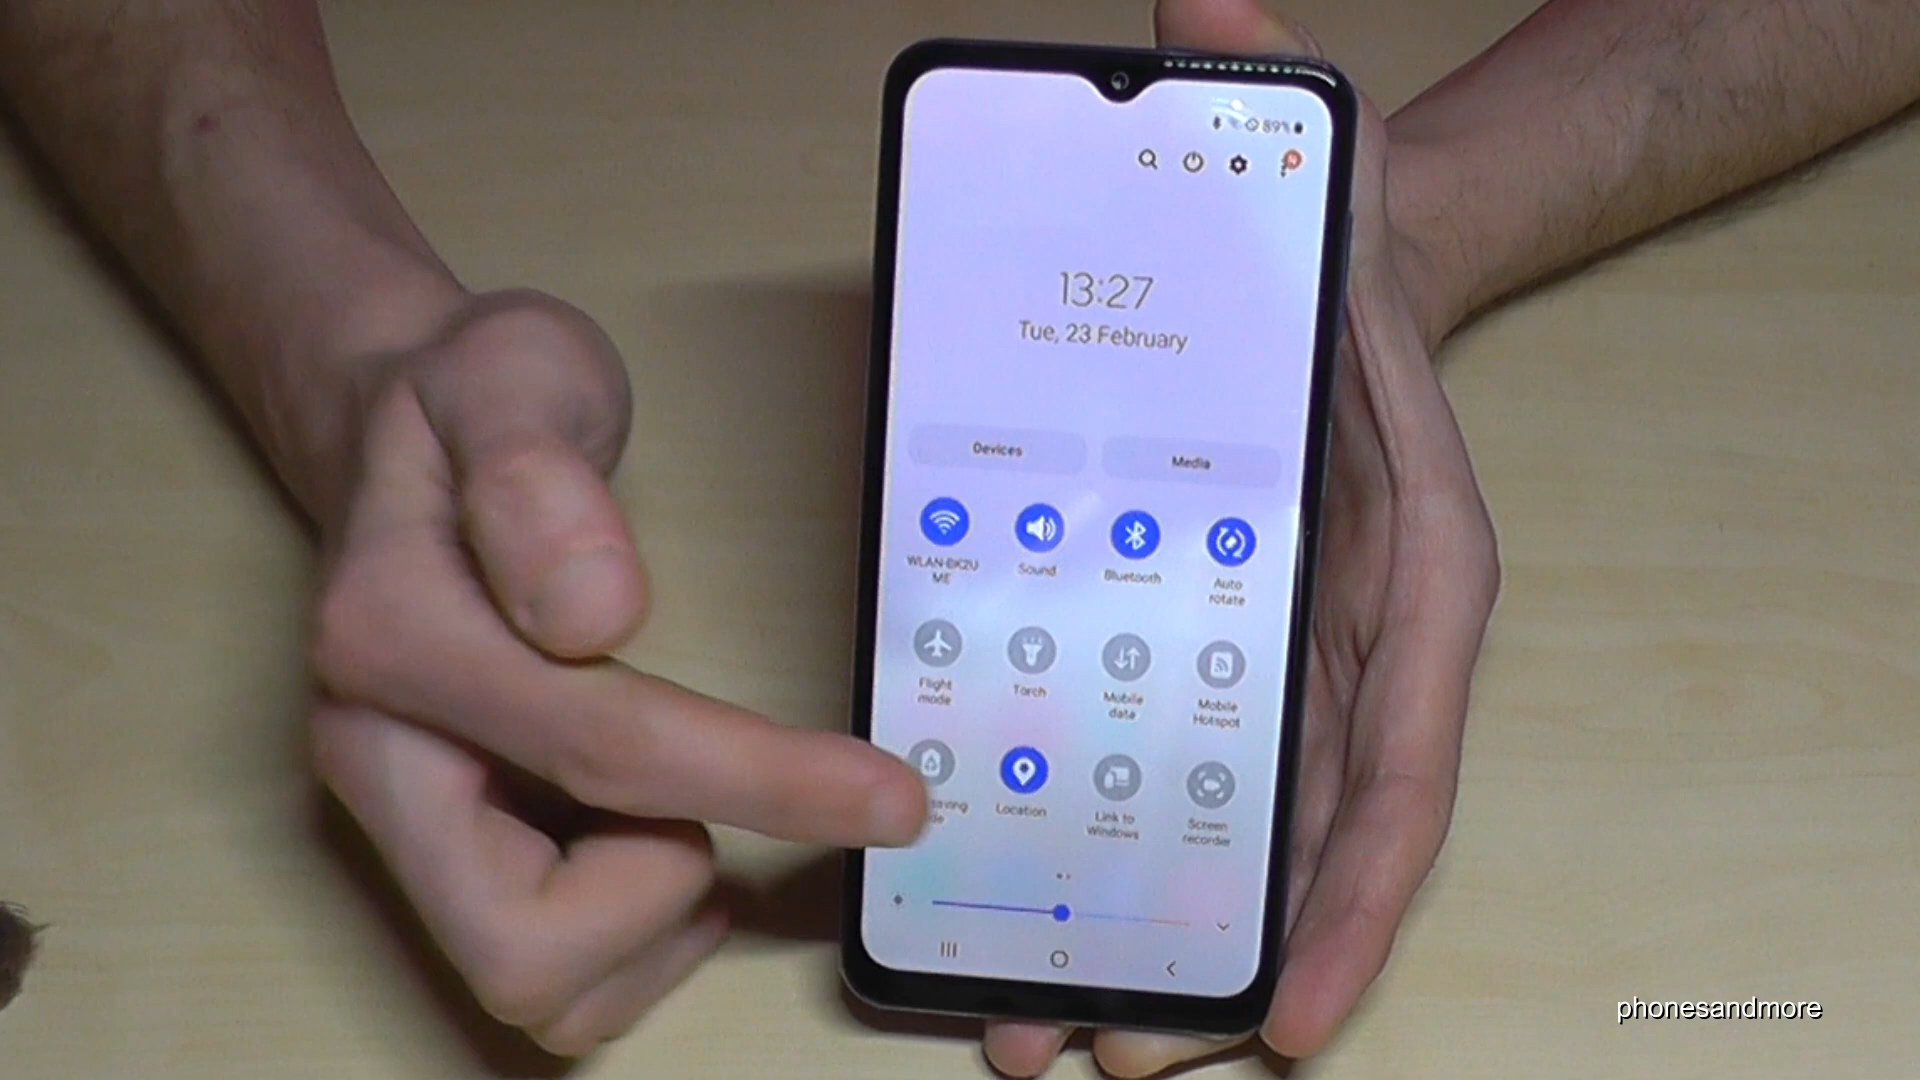 89%
N
13:27
Tue, 23 February
Devices
Media
WLAN-BK2U
ME
Sound
Bluetooth
Auto
rotate
Flight
mode
Torch
Mobile
data
Mobile
Hotspot
Location
Link to
Windows
Screen
recorder
phonesandmore